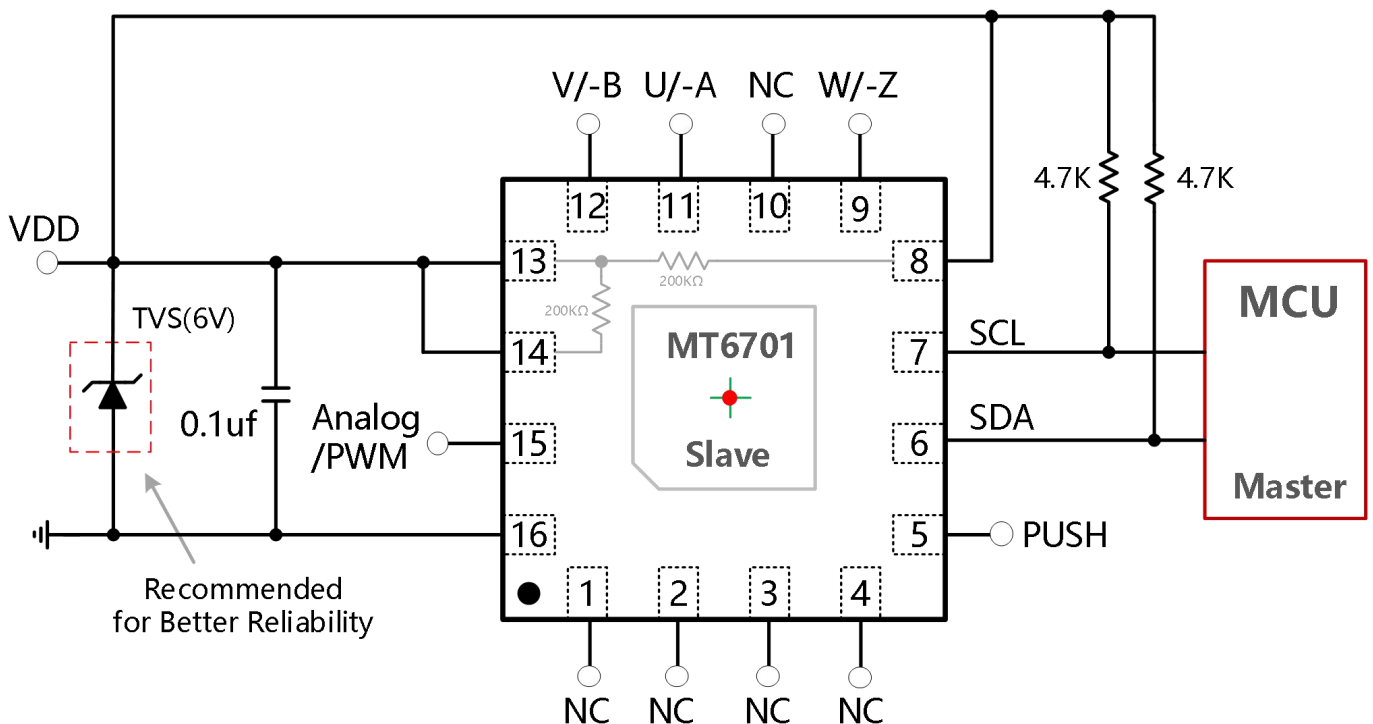 V/-B U/-A NC W/-Z
12 11 10 9
4.7K 4.7K
VDD
13 8
200KΩ
200KΩ
TVS(6V)
14 7
MT6701
SCL
MCU
0.1uf
Analog
/PWM
15 6
Slave
SDA
Master
16 5
PUSH
Recommended
for Better Reliability
1 2 3 4
NC NC NC NC